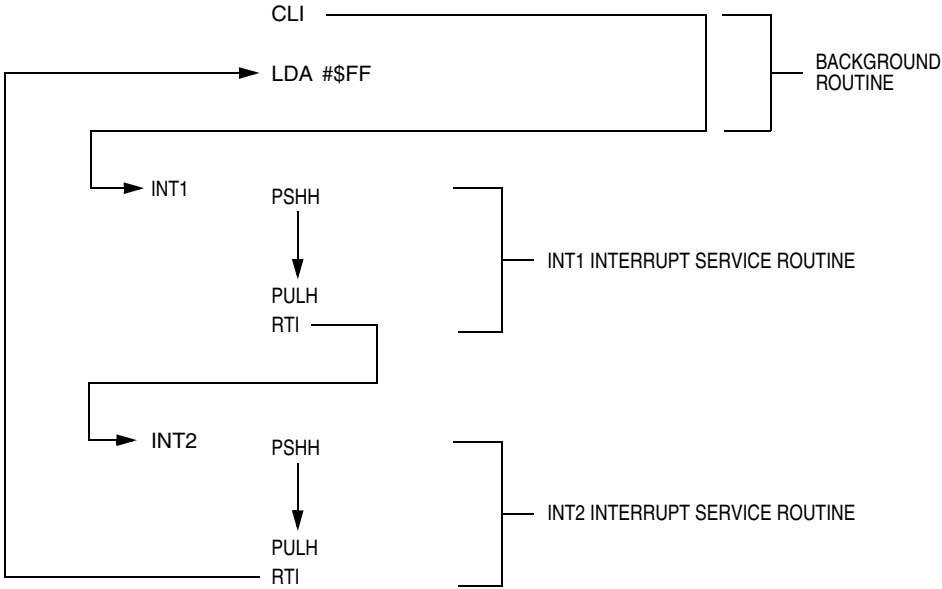 CLI
LDA #$FF
BACKGROUND
ROUTINE
INT1
PSHH
INT1 INTERRUPT SERVICE ROUTINE
PULH
RTI
INT2
PSHH
INT2 INTERRUPT SERVICE ROUTINE
PULH
RTI